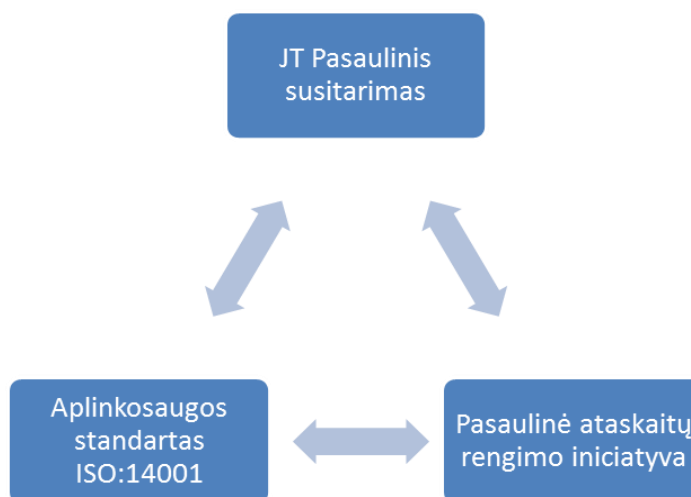 JT Pasaulinis
susitarimas
Aplinkosaugos
standartas
ISO:14001
Pasaulinė ataskaitų
rengimo iniciatyva